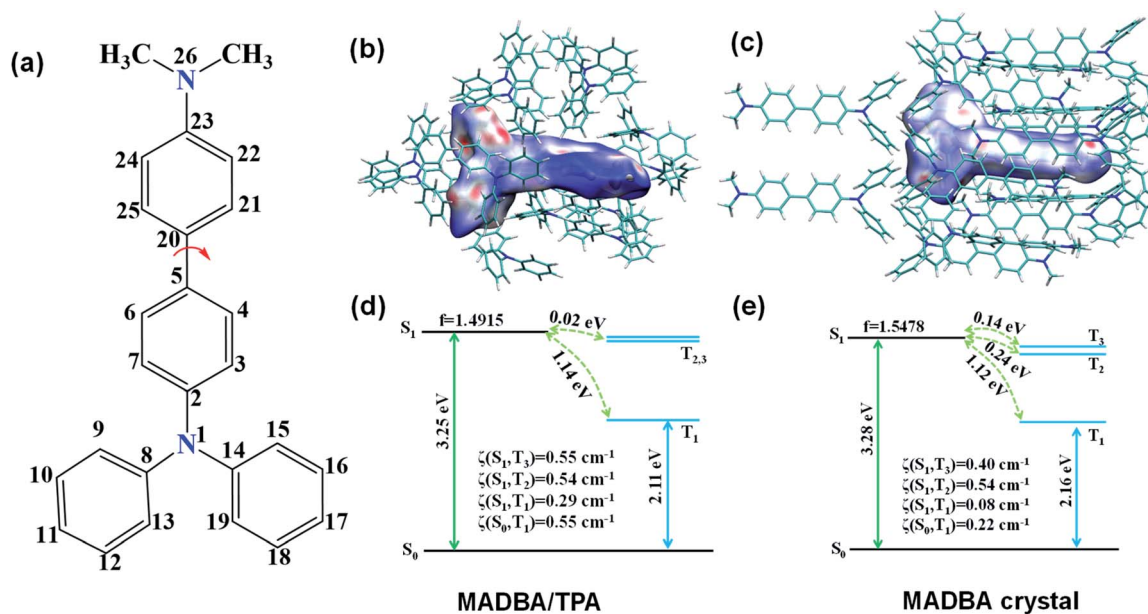 (a)
H₃C
26
CH₃
N
23
24
22
25
21
20
5
6
4
7
3
2
N
1
9
8
14
15
10
16
11
13
19
17
12
18
(b)
(c)
(d)
f=1.4915
S₁
0.02 eV
T₂,₃
1.14 eV
3.25 eV
T₁
2.11 eV
ζ(S₁,T₃)=0.55 cm⁻¹
ζ(S₁,T₂)=0.54 cm⁻¹
ζ(S₁,T₁)=0.29 cm⁻¹
ζ(S₀,T₁)=0.55 cm⁻¹
S₀
MADBA/TPA
(e)
f=1.5478
S₁
0.14 eV
T₃
0.24 eV
T₂
1.12 eV
3.28 eV
T₁
2.16 eV
ζ(S₁,T₃)=0.40 cm⁻¹
ζ(S₁,T₂)=0.54 cm⁻¹
ζ(S₁,T₁)=0.08 cm⁻¹
ζ(S₀,T₁)=0.22 cm⁻¹
S₀
MADBA crystal